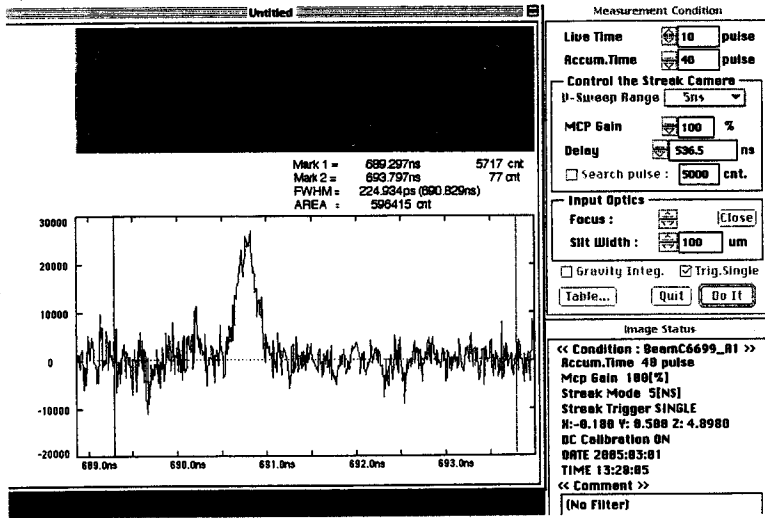 Untitled
Mark 1 = 689.297ns 5717 cnt
Mark 2 = 693.797ns 77 cnt
FWHM = 224.934ps (690.829ns)
AREA : 596415 cnt
30000
20000
10000
0
-10000
-20000
689.0ns 690.0ns 691.0ns 692.0ns 693.0ns
Measurement Condition
Live Time 10 pulse
Accum.Time 40 pulse
Control the Streak Camera
V-Sweep Range 5ns
MCP Gain 100 %
Delay 536.5 ns
Search pulse : 5000 cnt.
Input Optics
Focus : Close
Slit Width : 100 um
Gravity Integ. Trig.Single
Table... Quit Do It
Image Status
<< Condition : BeamC6699_A1 >>
Accum.Time 40 pulse
Mcp Gain 100[%]
Streak Mode 5[NS]
Streak Trigger SINGLE
X:-0.100 Y: 0.500 Z: 4.0980
DC Calibration ON
DATE 2005:03:01
TIME 13:20:05
<< Comment >>
(No Filter)